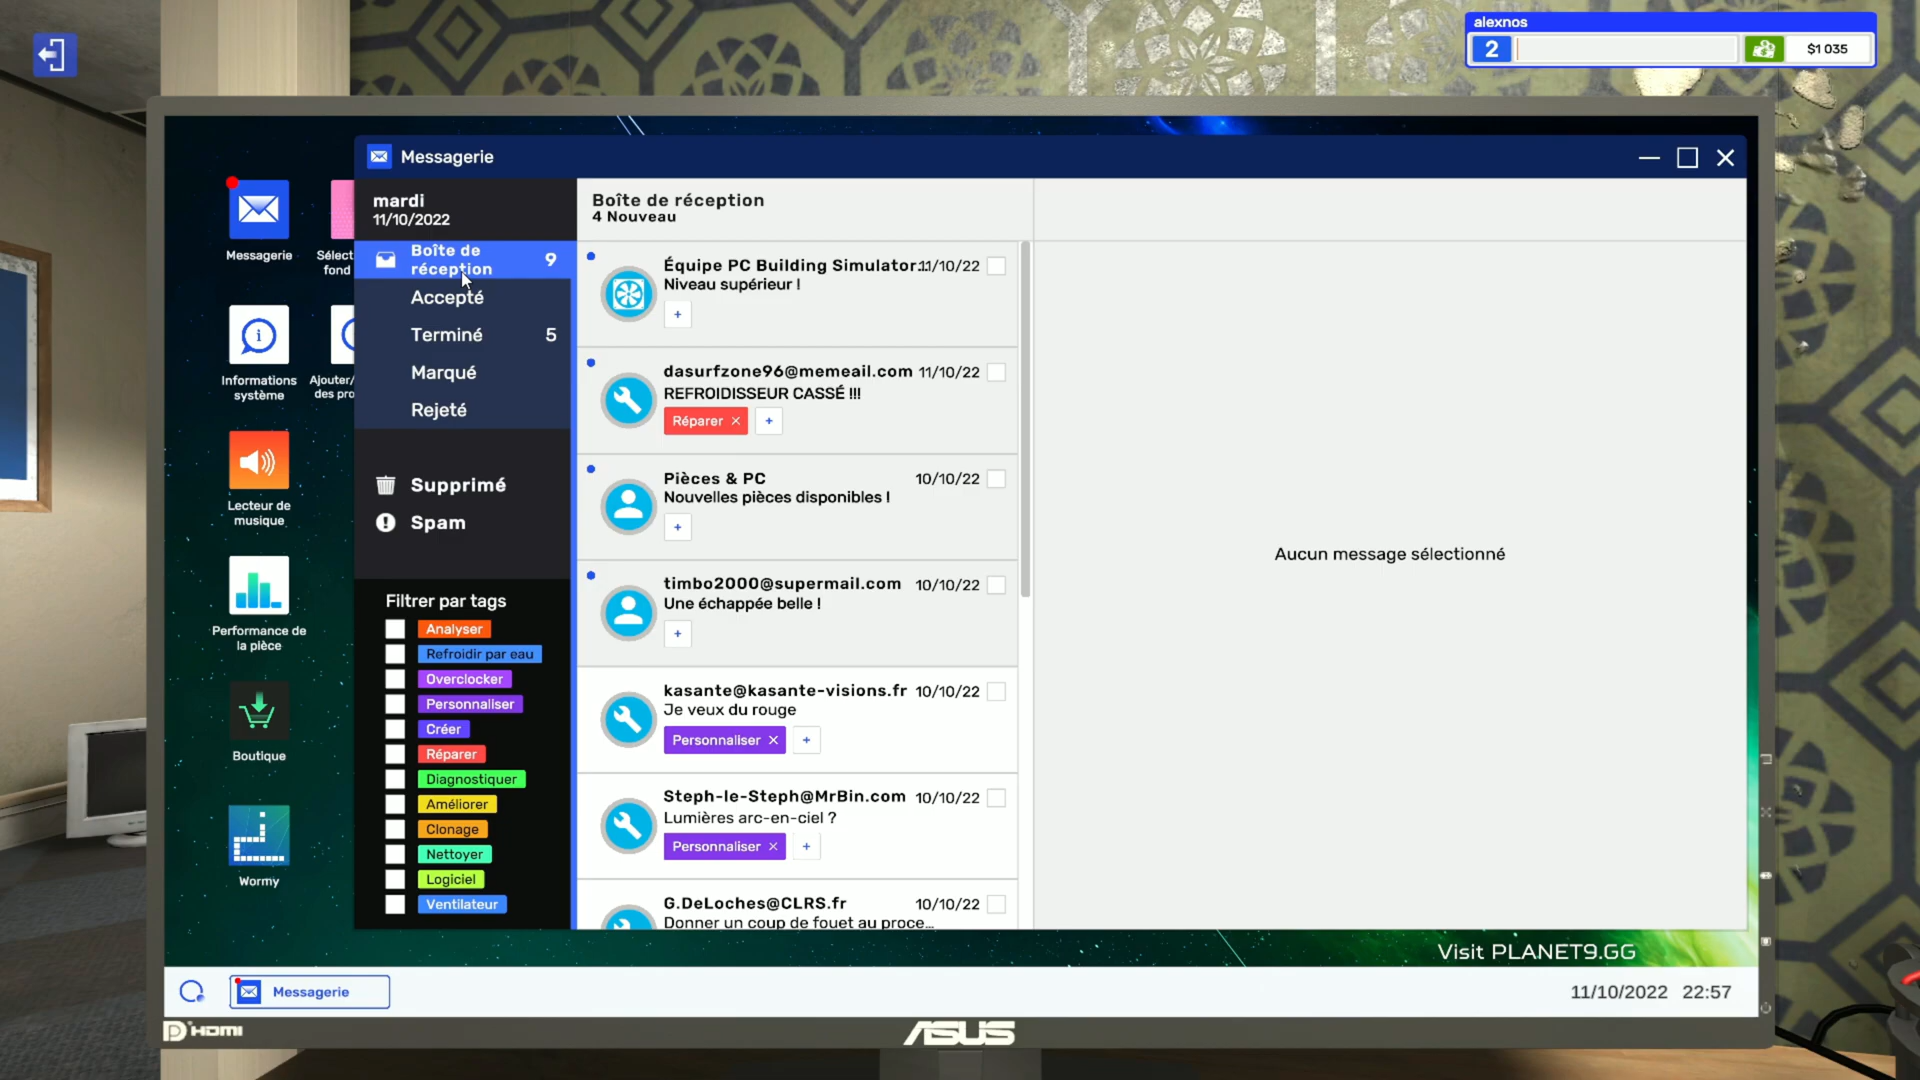 alexnos
2
$1 035
Messagerie
mardi
11/10/2022
Boîte de
réception
9
Accepté
Terminé
5
Marqué
Rejeté
Supprimé
Spam
Filtrer par tags
Analyser
Refroidir par eau
Overclocker
Personnaliser
Créer
Réparer
Diagnostiquer
Améliorer
Clonage
Nettoyer
Logiciel
Ventilateur
Boîte de réception
4 Nouveau
Équipe PC Building Simulator...
11/10/22
Niveau supérieur !
+
dasurfzone96@memeail.com
11/10/22
REFROIDISSEUR CASSÉ !!!
Réparer ×
+
Pièces & PC
10/10/22
Nouvelles pièces disponibles !
+
timbo2000@supermail.com
10/10/22
Une échappée belle !
+
kasante@kasante-visions.fr
10/10/22
Je veux du rouge
Personnaliser ×
+
Steph-le-Steph@MrBin.com
10/10/22
Lumières arc-en-ciel ?
Personnaliser ×
+
G.DeLoches@CLRS.fr
10/10/22
Donner un coup de fouet au proce...
Aucun message sélectionné
Messagerie
Sélect
fond
Informations
système
Ajouter/
des pro
Lecteur de
musique
Performance de
la pièce
Boutique
Wormy
Visit PLANET9.GG
Messagerie
11/10/2022 22:57
HDMI
ASUS